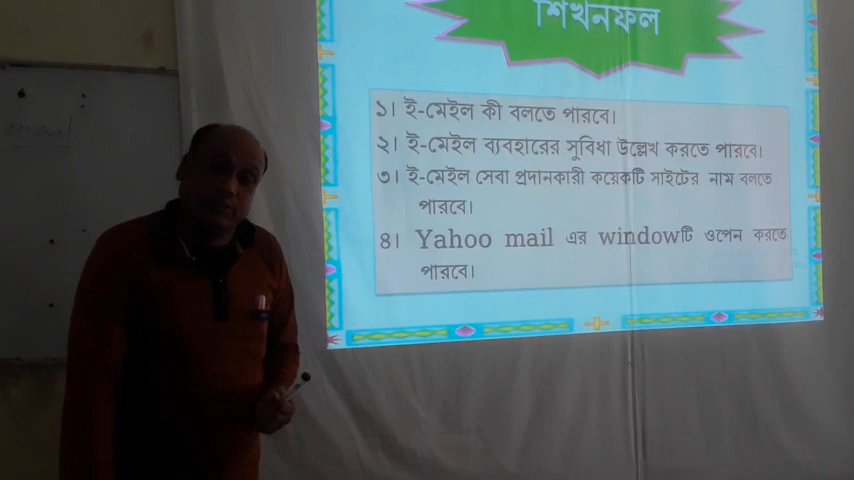 শিখনফল
১। ই-মেইল কী বলতে পারবে।
২। ই-মেইল ব্যবহারের সুবিধা উল্লেখ করতে পারবে।
৩। ই-মেইল সেবা প্রদানকারী কয়েকটি সাইটের নাম বলতে
পারবে।
৪। Yahoo mail এর windowটি ওপেন করতে
পারবে।